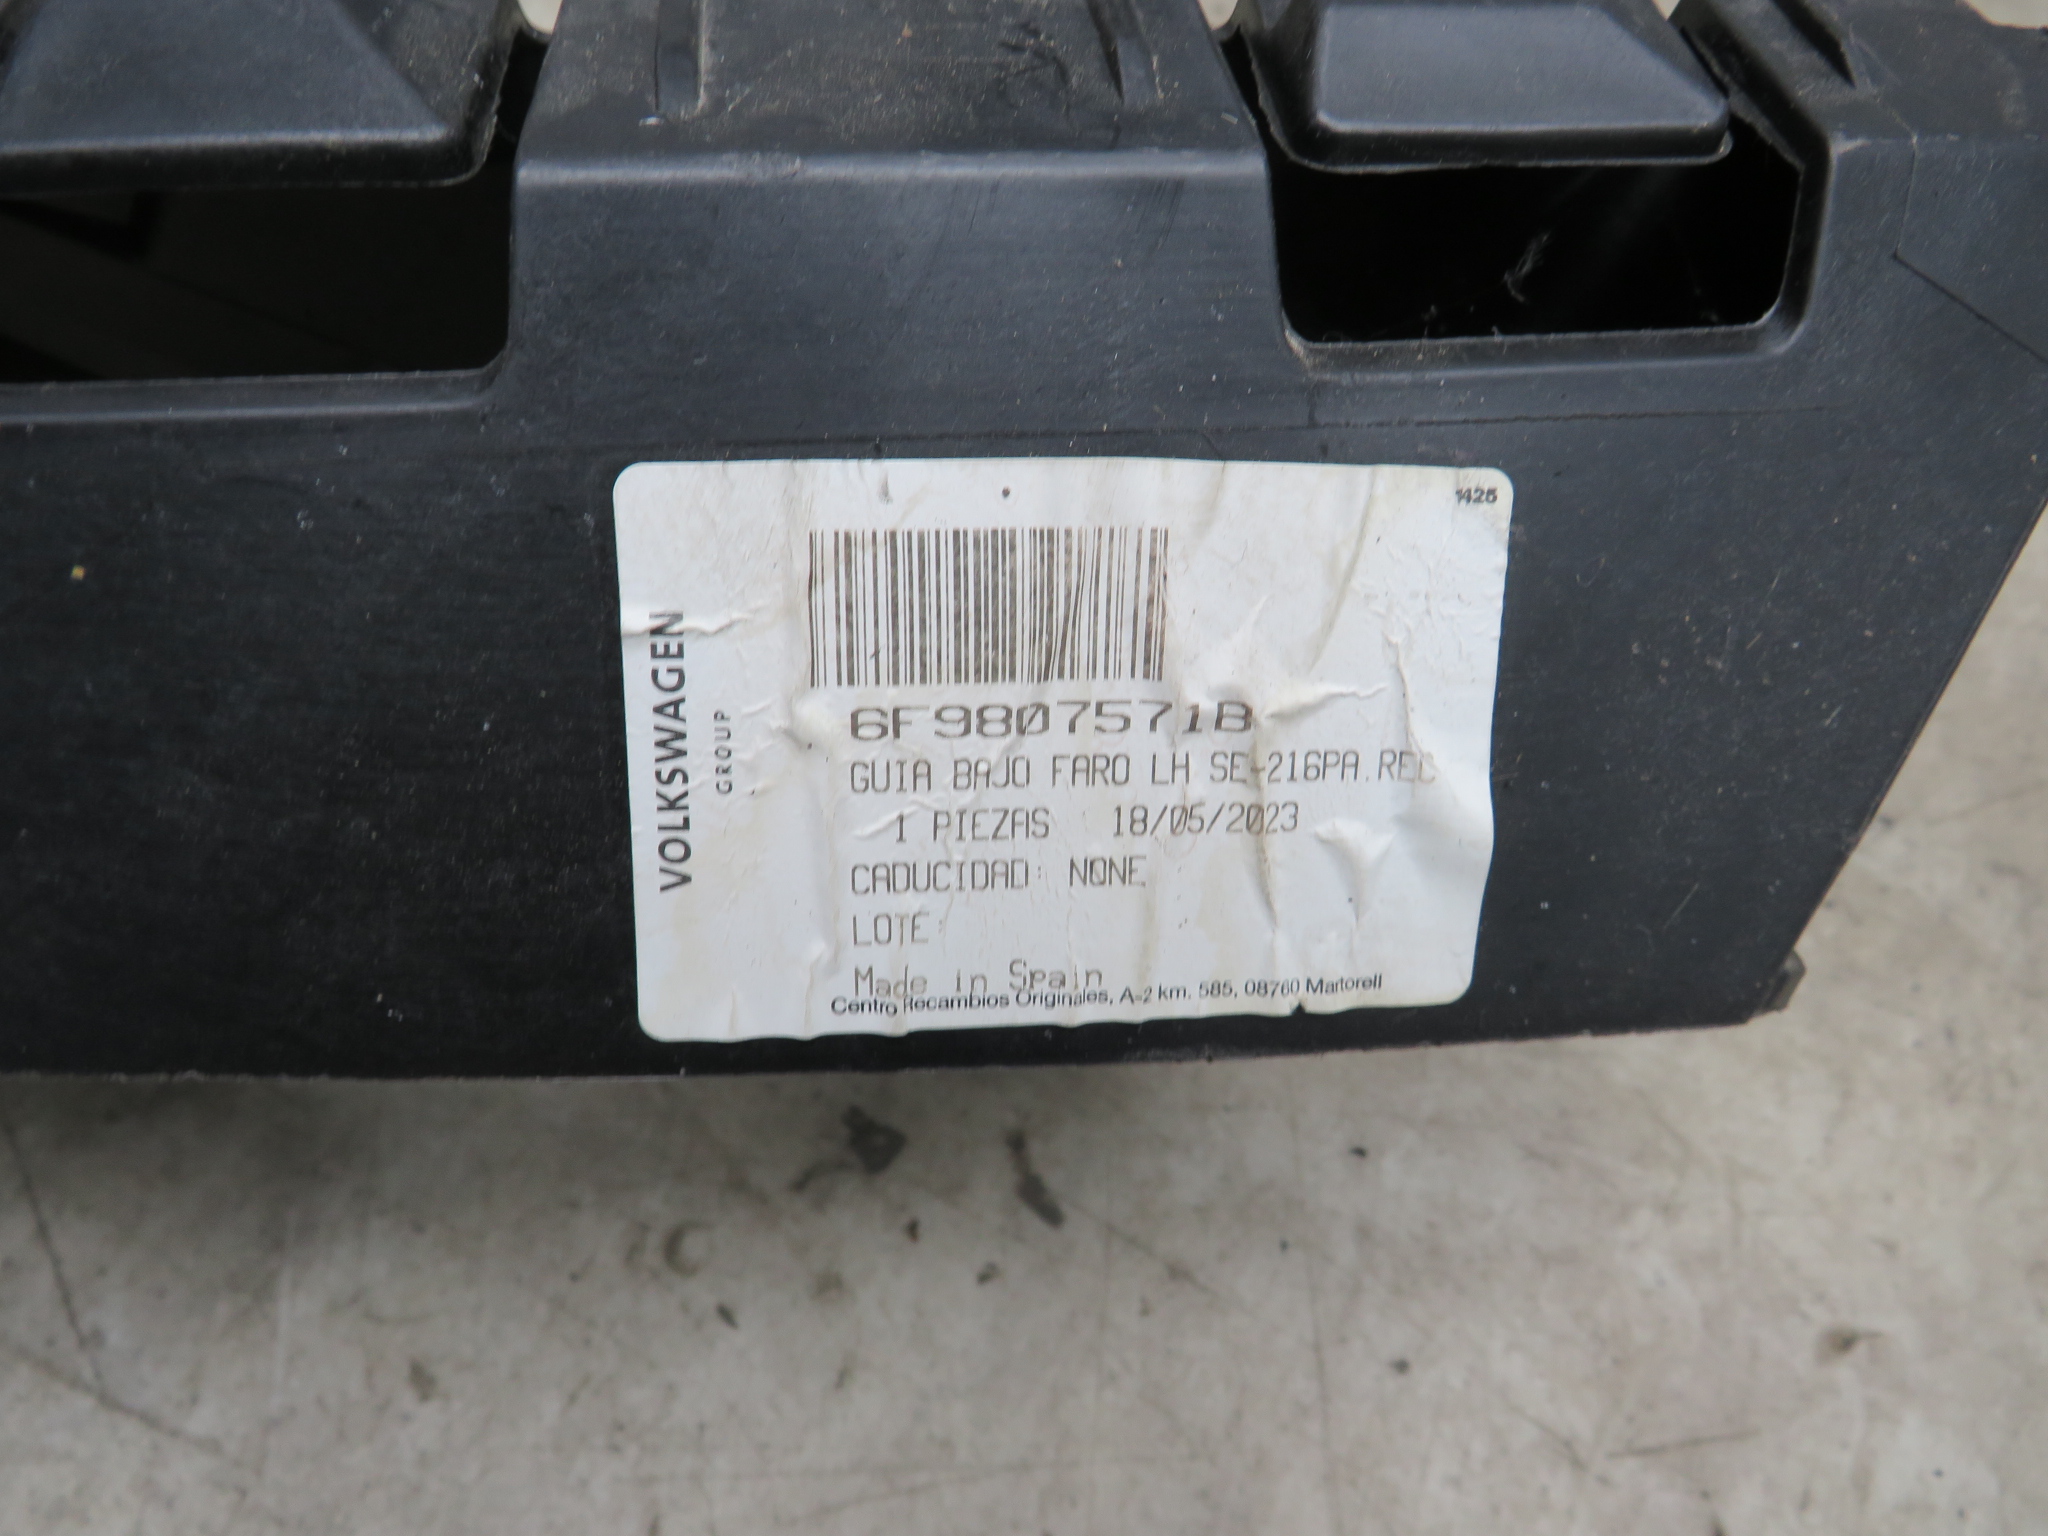 1425
VOLKSWAGEN
GROUP
6F9807571B
GUIA BAJO FARO LH SE-216PA.REC
1 PIEZAS 18/05/2023
CADUCIDAD: NONE
LOTE:
Made in Spain
Centro Recambios Originales, A-2 km. 585, 08760 Martorell